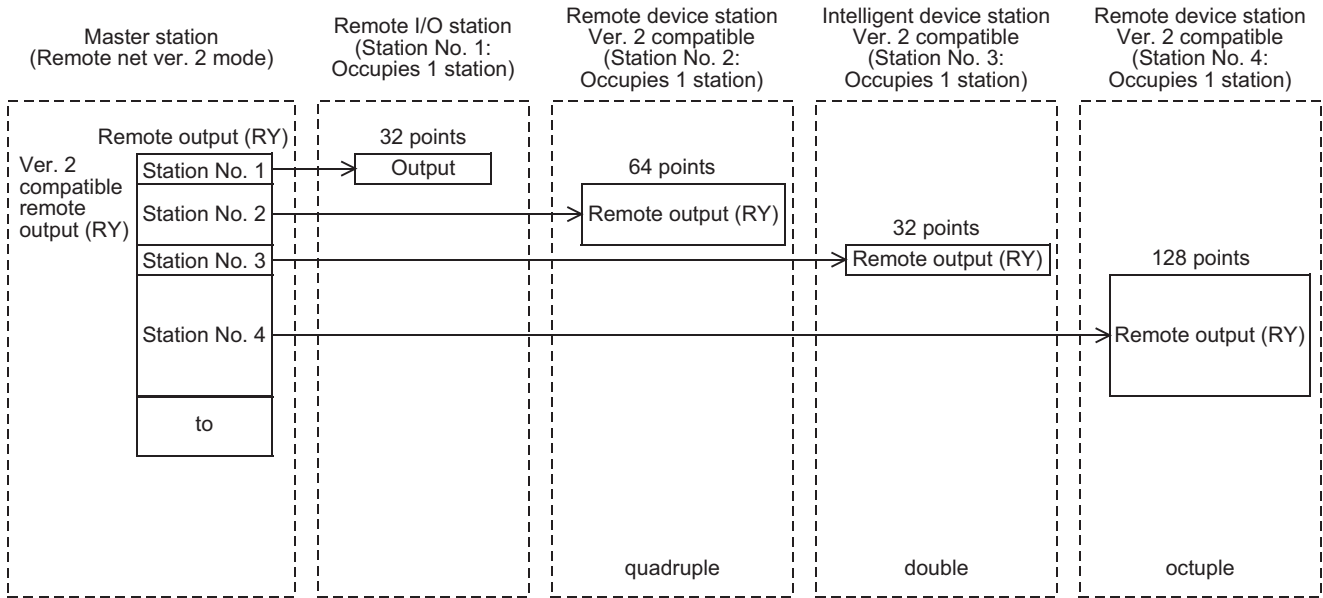 Master station
(Remote net ver. 2 mode)
Remote I/O station
(Station No. 1:
Occupies 1 station)
Remote device station
Ver. 2 compatible
(Station No. 2:
Occupies 1 station)
Intelligent device station
Ver. 2 compatible
(Station No. 3:
Occupies 1 station)
Remote device station
Ver. 2 compatible
(Station No. 4:
Occupies 1 station)
Remote output (RY)
Ver. 2
compatible
remote
output (RY)
Station No. 1
Station No. 2
Station No. 3
Station No. 4
to
32 points
Output
64 points
Remote output (RY)
quadruple
32 points
Remote output (RY)
double
128 points
Remote output (RY)
octuple